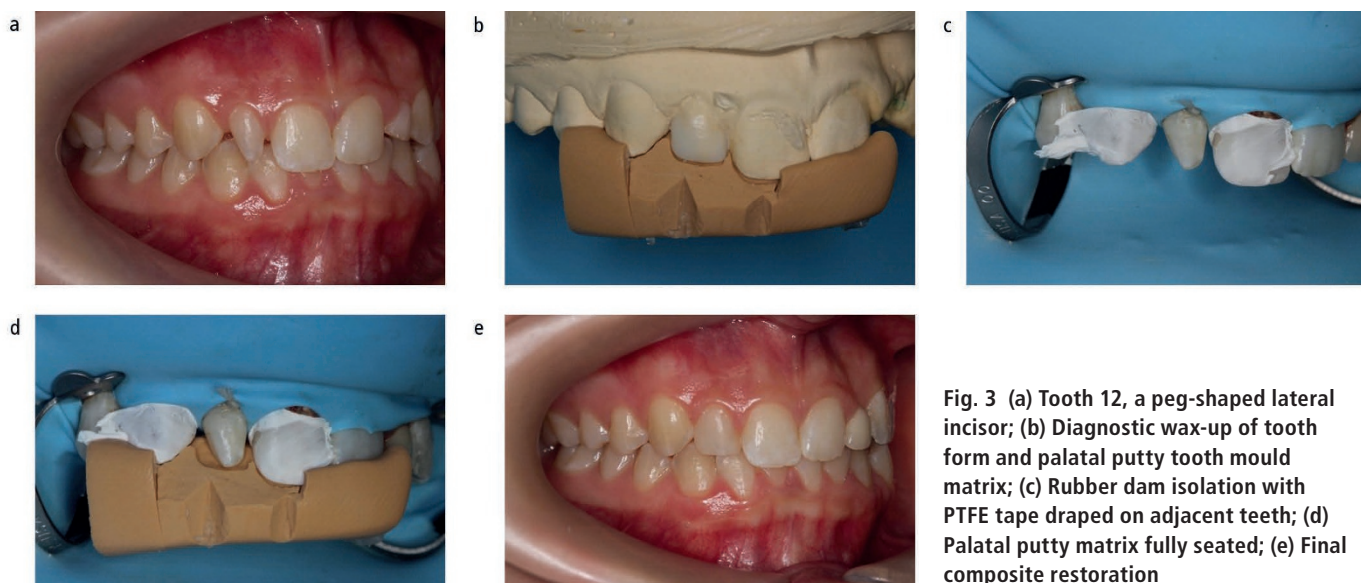 a
b
c
d
e
Fig. 3 (a) Tooth 12, a peg-shaped lateral
incisor; (b) Diagnostic wax-up of tooth
form and palatal putty tooth mould
matrix; (c) Rubber dam isolation with
PTFE tape draped on adjacent teeth; (d)
Palatal putty matrix fully seated; (e) Final
composite restoration